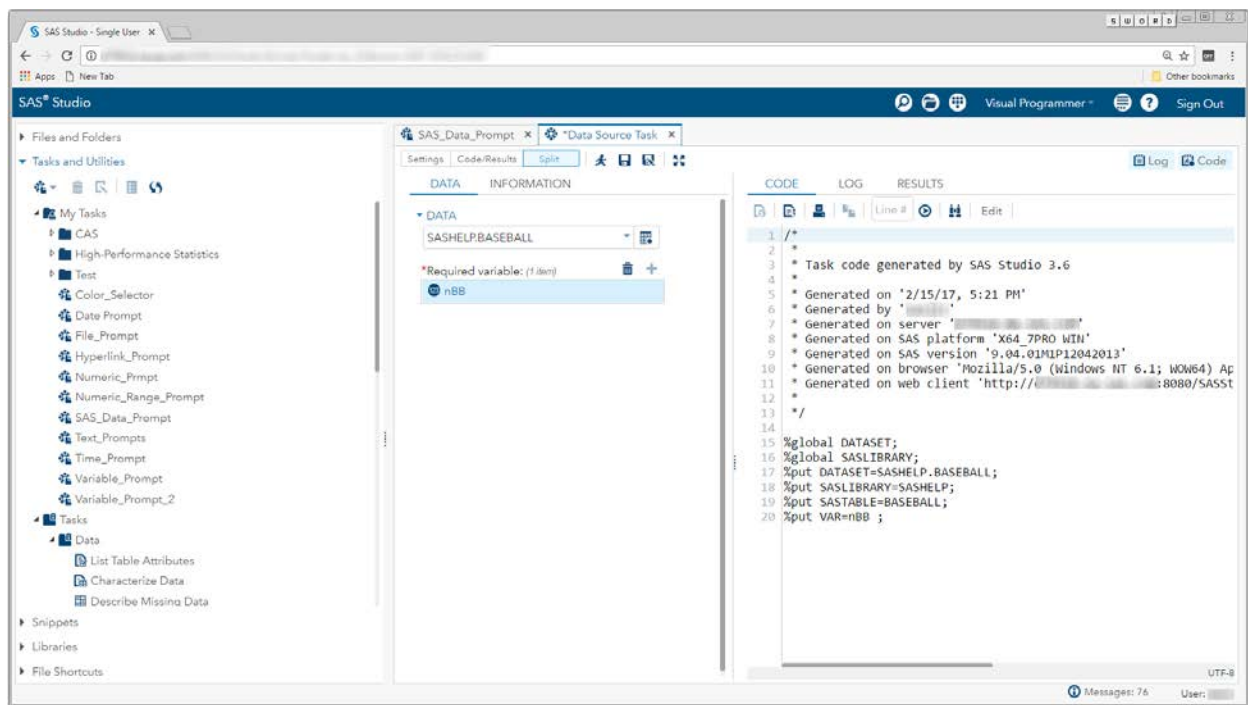 SAS Studio - Single User
S W O R D
Apps New Tab
Other bookmarks
SAS® Studio
Visual Programmer
Sign Out
Files and Folders
Tasks and Utilities
My Tasks
CAS
High-Performance Statistics
Test
Color_Selector
Date Prompt
File_Prompt
Hyperlink_Prompt
Numeric_Prmpt
Numeric_Range_Prompt
SAS_Data_Prompt
Text_Prompts
Time_Prompt
Variable_Prompt
Variable_Prompt_2
Tasks
Data
List Table Attributes
Characterize Data
Describe Missing Data
Snippets
Libraries
File Shortcuts
SAS_Data_Prompt
*Data Source Task
Settings Code/Results Split
Log Code
DATA INFORMATION
DATA
SASHELP.BASEBALL
*Required variable: (1 item)
nBB
CODE LOG RESULTS
Line # Edit
1 /*
2 *
3 * Task code generated by SAS Studio 3.6
4 *
5 * Generated on '2/15/17, 5:21 PM'
6 * Generated by ' '
7 * Generated on server ' '
8 * Generated on SAS platform 'X64_7PRO WIN'
9 * Generated on SAS version '9.04.01M1P12042013'
10 * Generated on browser 'Mozilla/5.0 (Windows NT 6.1; WOW64) Ap
11 * Generated on web client 'http:// :8080/SASSt
12 *
13 */
14
15 %global DATASET;
16 %global SASLIBRARY;
17 %put DATASET=SASHELP.BASEBALL;
18 %put SASLIBRARY=SASHELP;
19 %put SASTABLE=BASEBALL;
20 %put VAR=nBB ;
UTF-8
Messages: 76
User: